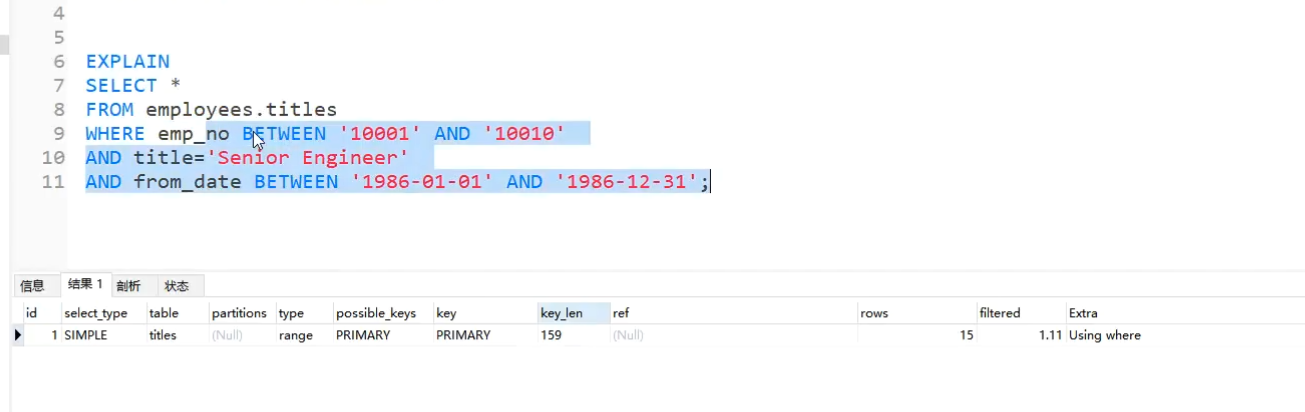 4
5
6 EXPLAIN
7 SELECT *
8 FROM employees.titles
9 WHERE emp_no BETWEEN '10001' AND '10010'
10 AND title='Senior Engineer'
11 AND from_date BETWEEN '1986-01-01' AND '1986-12-31';
信息 结果 1 剖析 状态
id select_type table partitions type possible_keys key key_len ref rows filtered Extra
1 SIMPLE titles (Null) range PRIMARY PRIMARY 159 (Null) 15 1.11 Using where